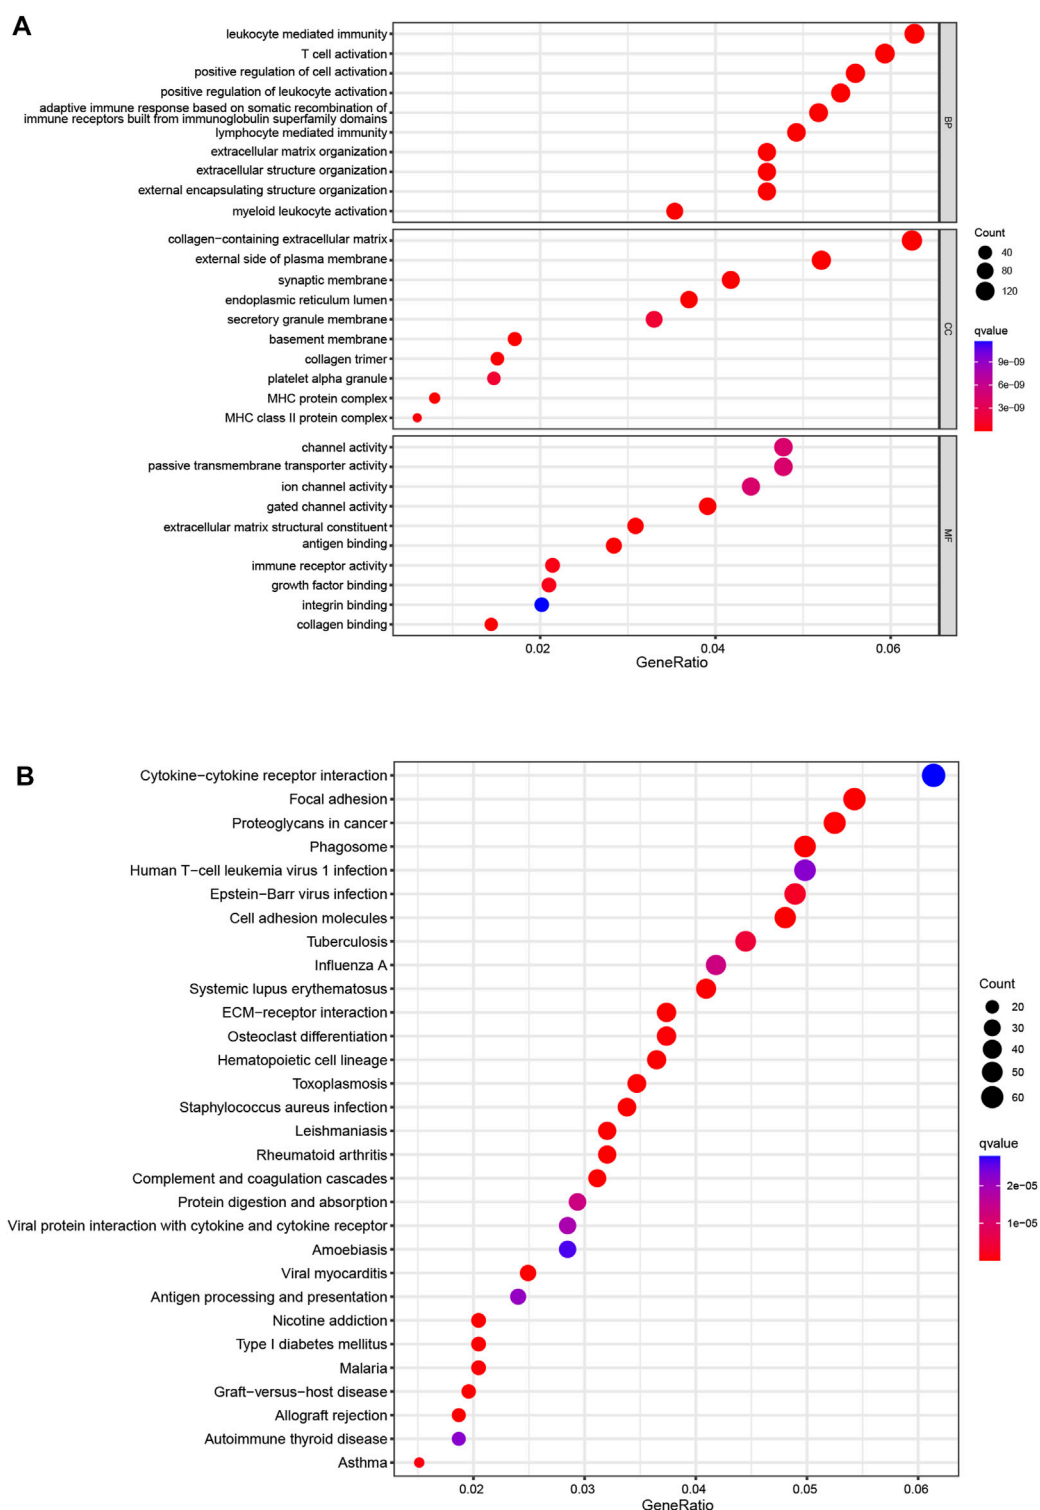 A
leukocyte mediated immunity
T cell activation
positive regulation of cell activation
positive regulation of leukocyte activation
adaptive immune response based on somatic recombination of
immune receptors built from immunoglobulin superfamily domains
lymphocyte mediated immunity
extracellular matrix organization
extracellular structure organization
external encapsulating structure organization
myeloid leukocyte activation
BP
collagen−containing extracellular matrix
external side of plasma membrane
synaptic membrane
endoplasmic reticulum lumen
secretory granule membrane
basement membrane
collagen trimer
platelet alpha granule
MHC protein complex
MHC class II protein complex
CC
channel activity
passive transmembrane transporter activity
ion channel activity
gated channel activity
extracellular matrix structural constituent
antigen binding
immune receptor activity
growth factor binding
integrin binding
collagen binding
MF
0.02
0.04
0.06
GeneRatio
Count
40
80
120
qvalue
9e−09
6e−09
3e−09
B
Cytokine−cytokine receptor interaction
Focal adhesion
Proteoglycans in cancer
Phagosome
Human T−cell leukemia virus 1 infection
Epstein−Barr virus infection
Cell adhesion molecules
Tuberculosis
Influenza A
Systemic lupus erythematosus
ECM−receptor interaction
Osteoclast differentiation
Hematopoietic cell lineage
Toxoplasmosis
Staphylococcus aureus infection
Leishmaniasis
Rheumatoid arthritis
Complement and coagulation cascades
Protein digestion and absorption
Viral protein interaction with cytokine and cytokine receptor
Amoebiasis
Viral myocarditis
Antigen processing and presentation
Nicotine addiction
Type I diabetes mellitus
Malaria
Graft−versus−host disease
Allograft rejection
Autoimmune thyroid disease
Asthma
0.02
0.03
0.04
0.05
0.06
GeneRatio
Count
20
30
40
50
60
qvalue
2e−05
1e−05